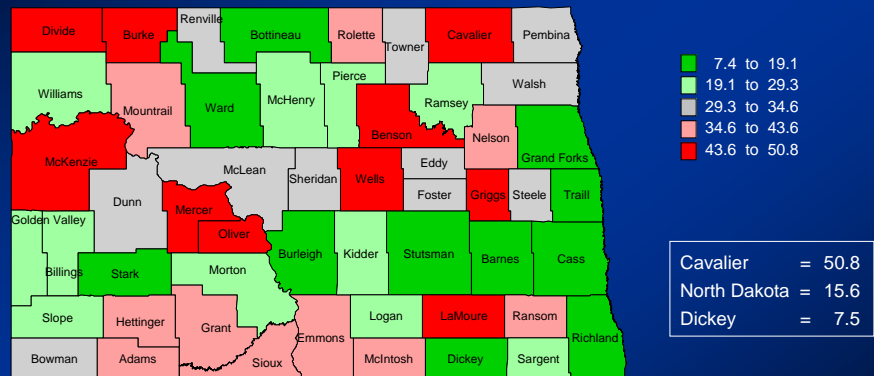 Renville
Divide Burke Bottineau Rolette Cavalier Pembina
Towner
Pierce Walsh
Williams McHenry Ramsey
Mountrail Ward
Benson Nelson
Grand Forks
McKenzie McLean Eddy
Sheridan Wells
Dunn Foster Griggs Steele Traill
Mercer
Golden Valley
Oliver
Burleigh Kidder Stutsman Barnes Cass
Billings Stark Morton
Slope Hettinger Grant Logan LaMoure Ransom
Emmons Richland
Bowman Adams Sioux McIntosh Dickey Sargent
7.4 to 19.1
19.1 to 29.3
29.3 to 34.6
34.6 to 43.6
43.6 to 50.8
Cavalier = 50.8
North Dakota = 15.6
Dickey = 7.5